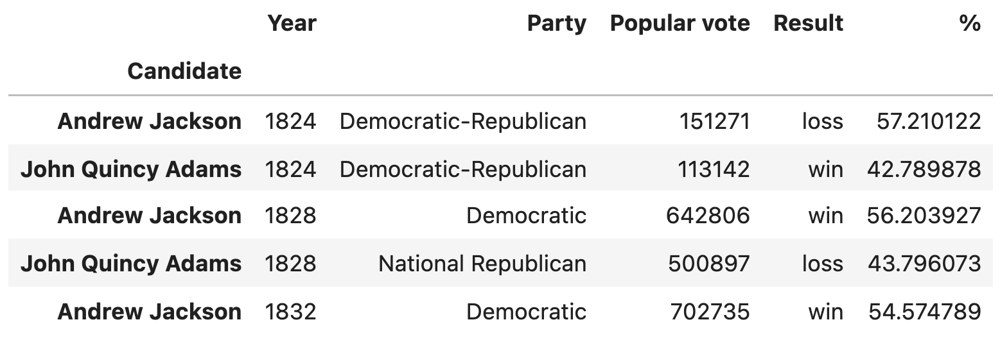 Year Party Popular vote Result %
Candidate
Andrew Jackson 1824 Democratic-Republican 151271 loss 57.210122
John Quincy Adams 1824 Democratic-Republican 113142 win 42.789878
Andrew Jackson 1828 Democratic 642806 win 56.203927
John Quincy Adams 1828 National Republican 500897 loss 43.796073
Andrew Jackson 1832 Democratic 702735 win 54.574789